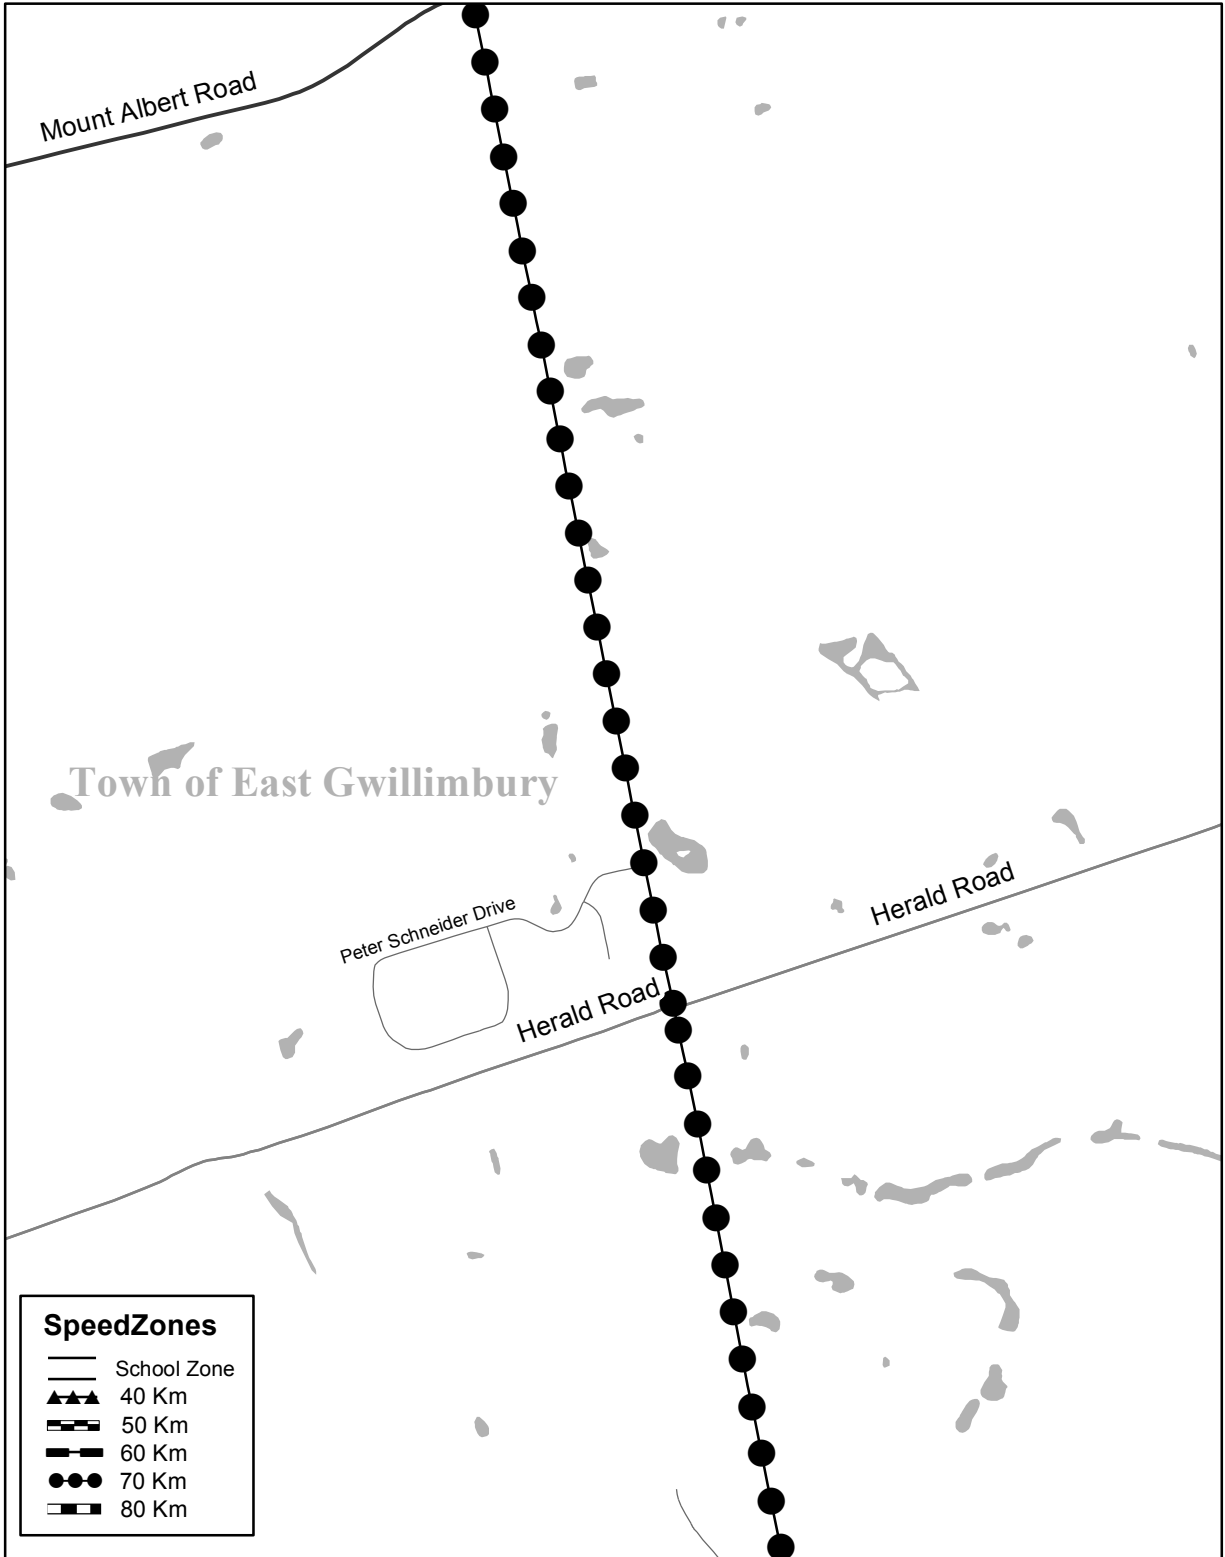 Mount Albert Road
Town of East Gwillimbury
Herald Road
Peter Schneider Drive
Herald Road
SpeedZones
School Zone
40 Km
50 Km
60 Km
70 Km
80 Km